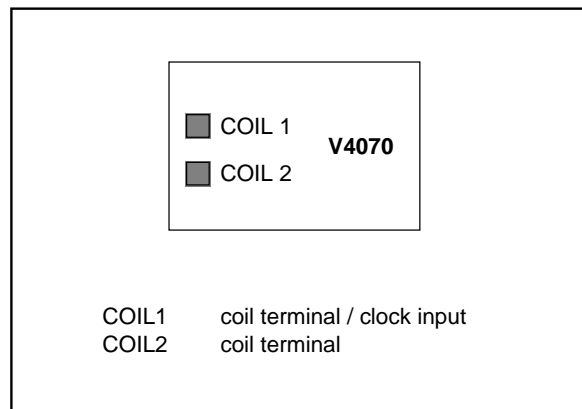 COIL 1
V4070
COIL 2
COIL1 coil terminal / clock input
COIL2 coil terminal